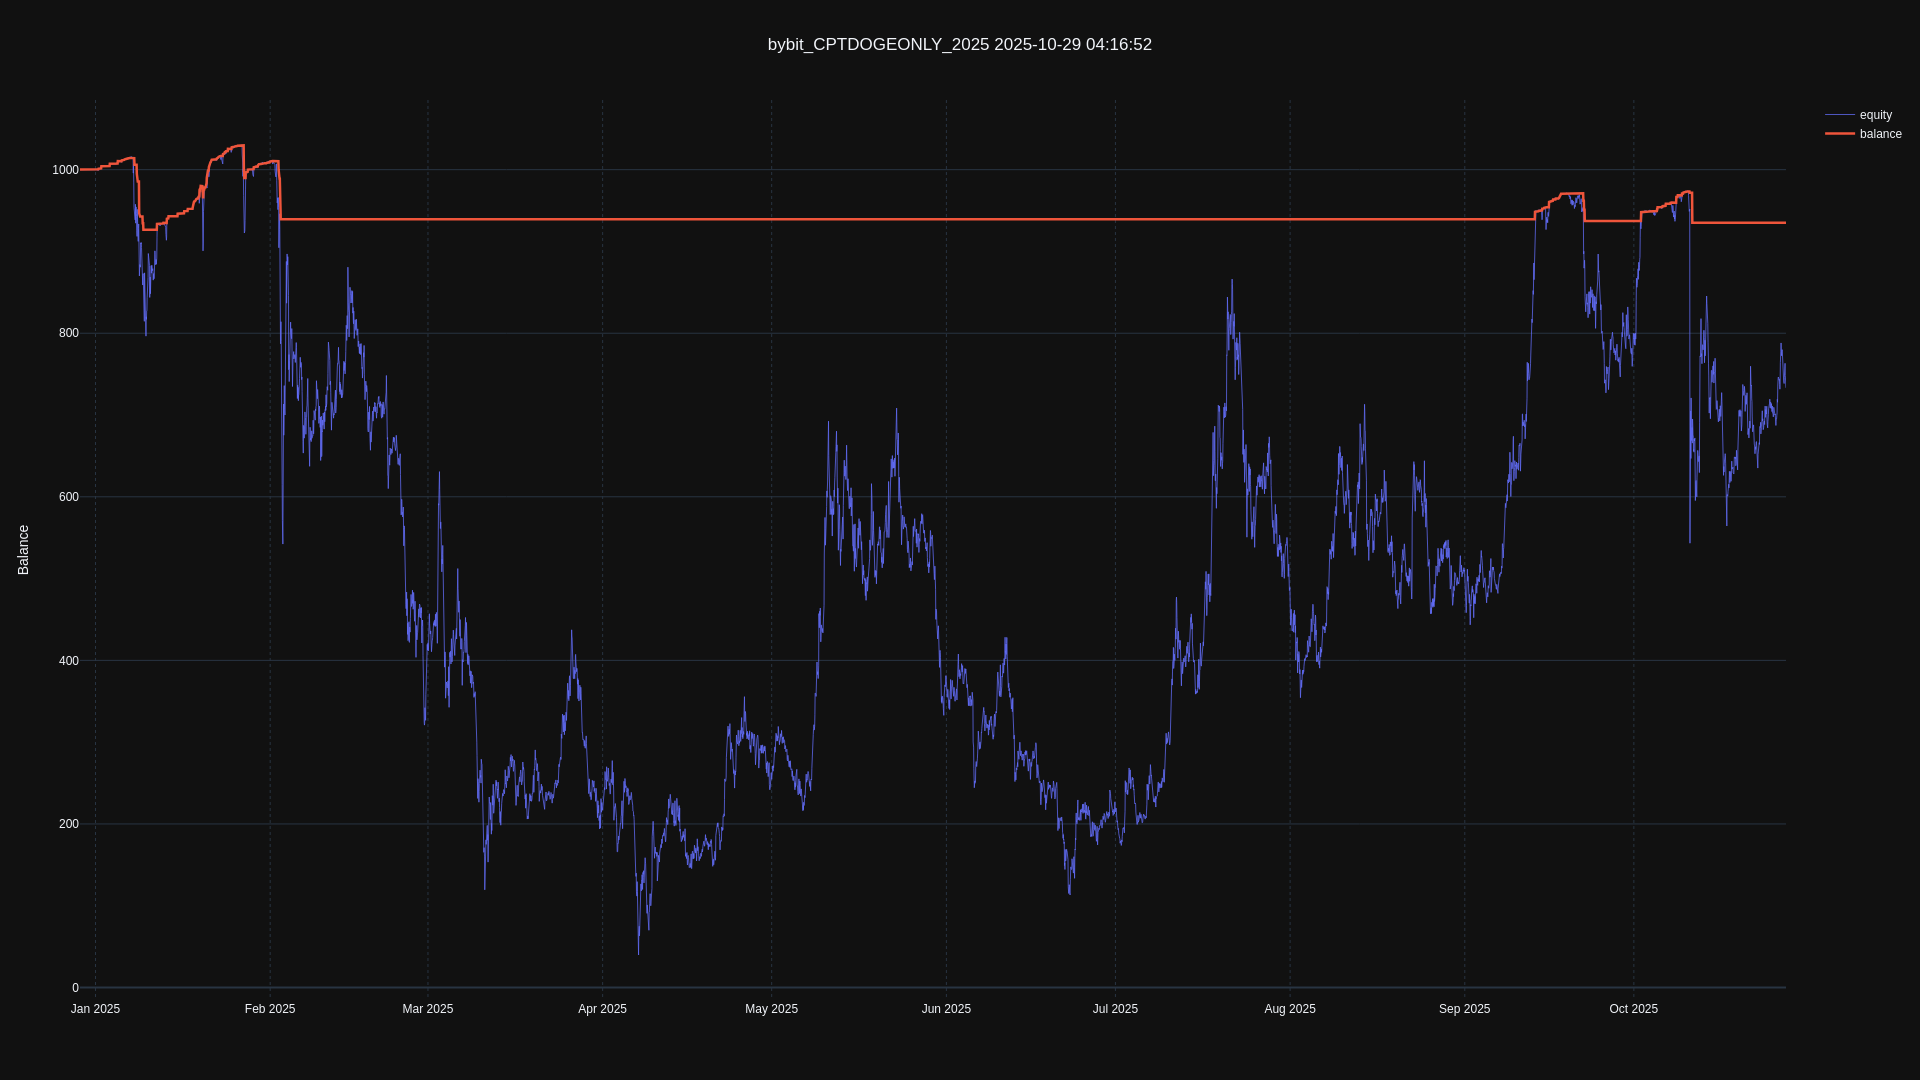 bybit_CPTDOGEONLY_2025 2025-10-29 04:16:52
equity
balance
1000
800
600
400
200
0
Balance
Jan 2025
Feb 2025
Mar 2025
Apr 2025
May 2025
Jun 2025
Jul 2025
Aug 2025
Sep 2025
Oct 2025